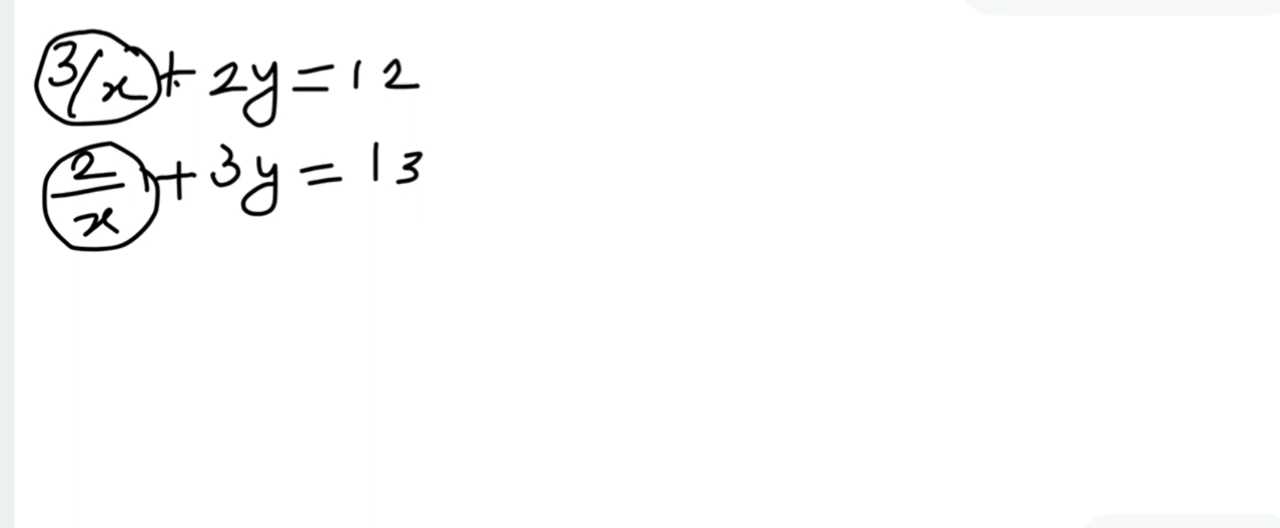 3/x + 2y = 12
2/x + 3y = 13